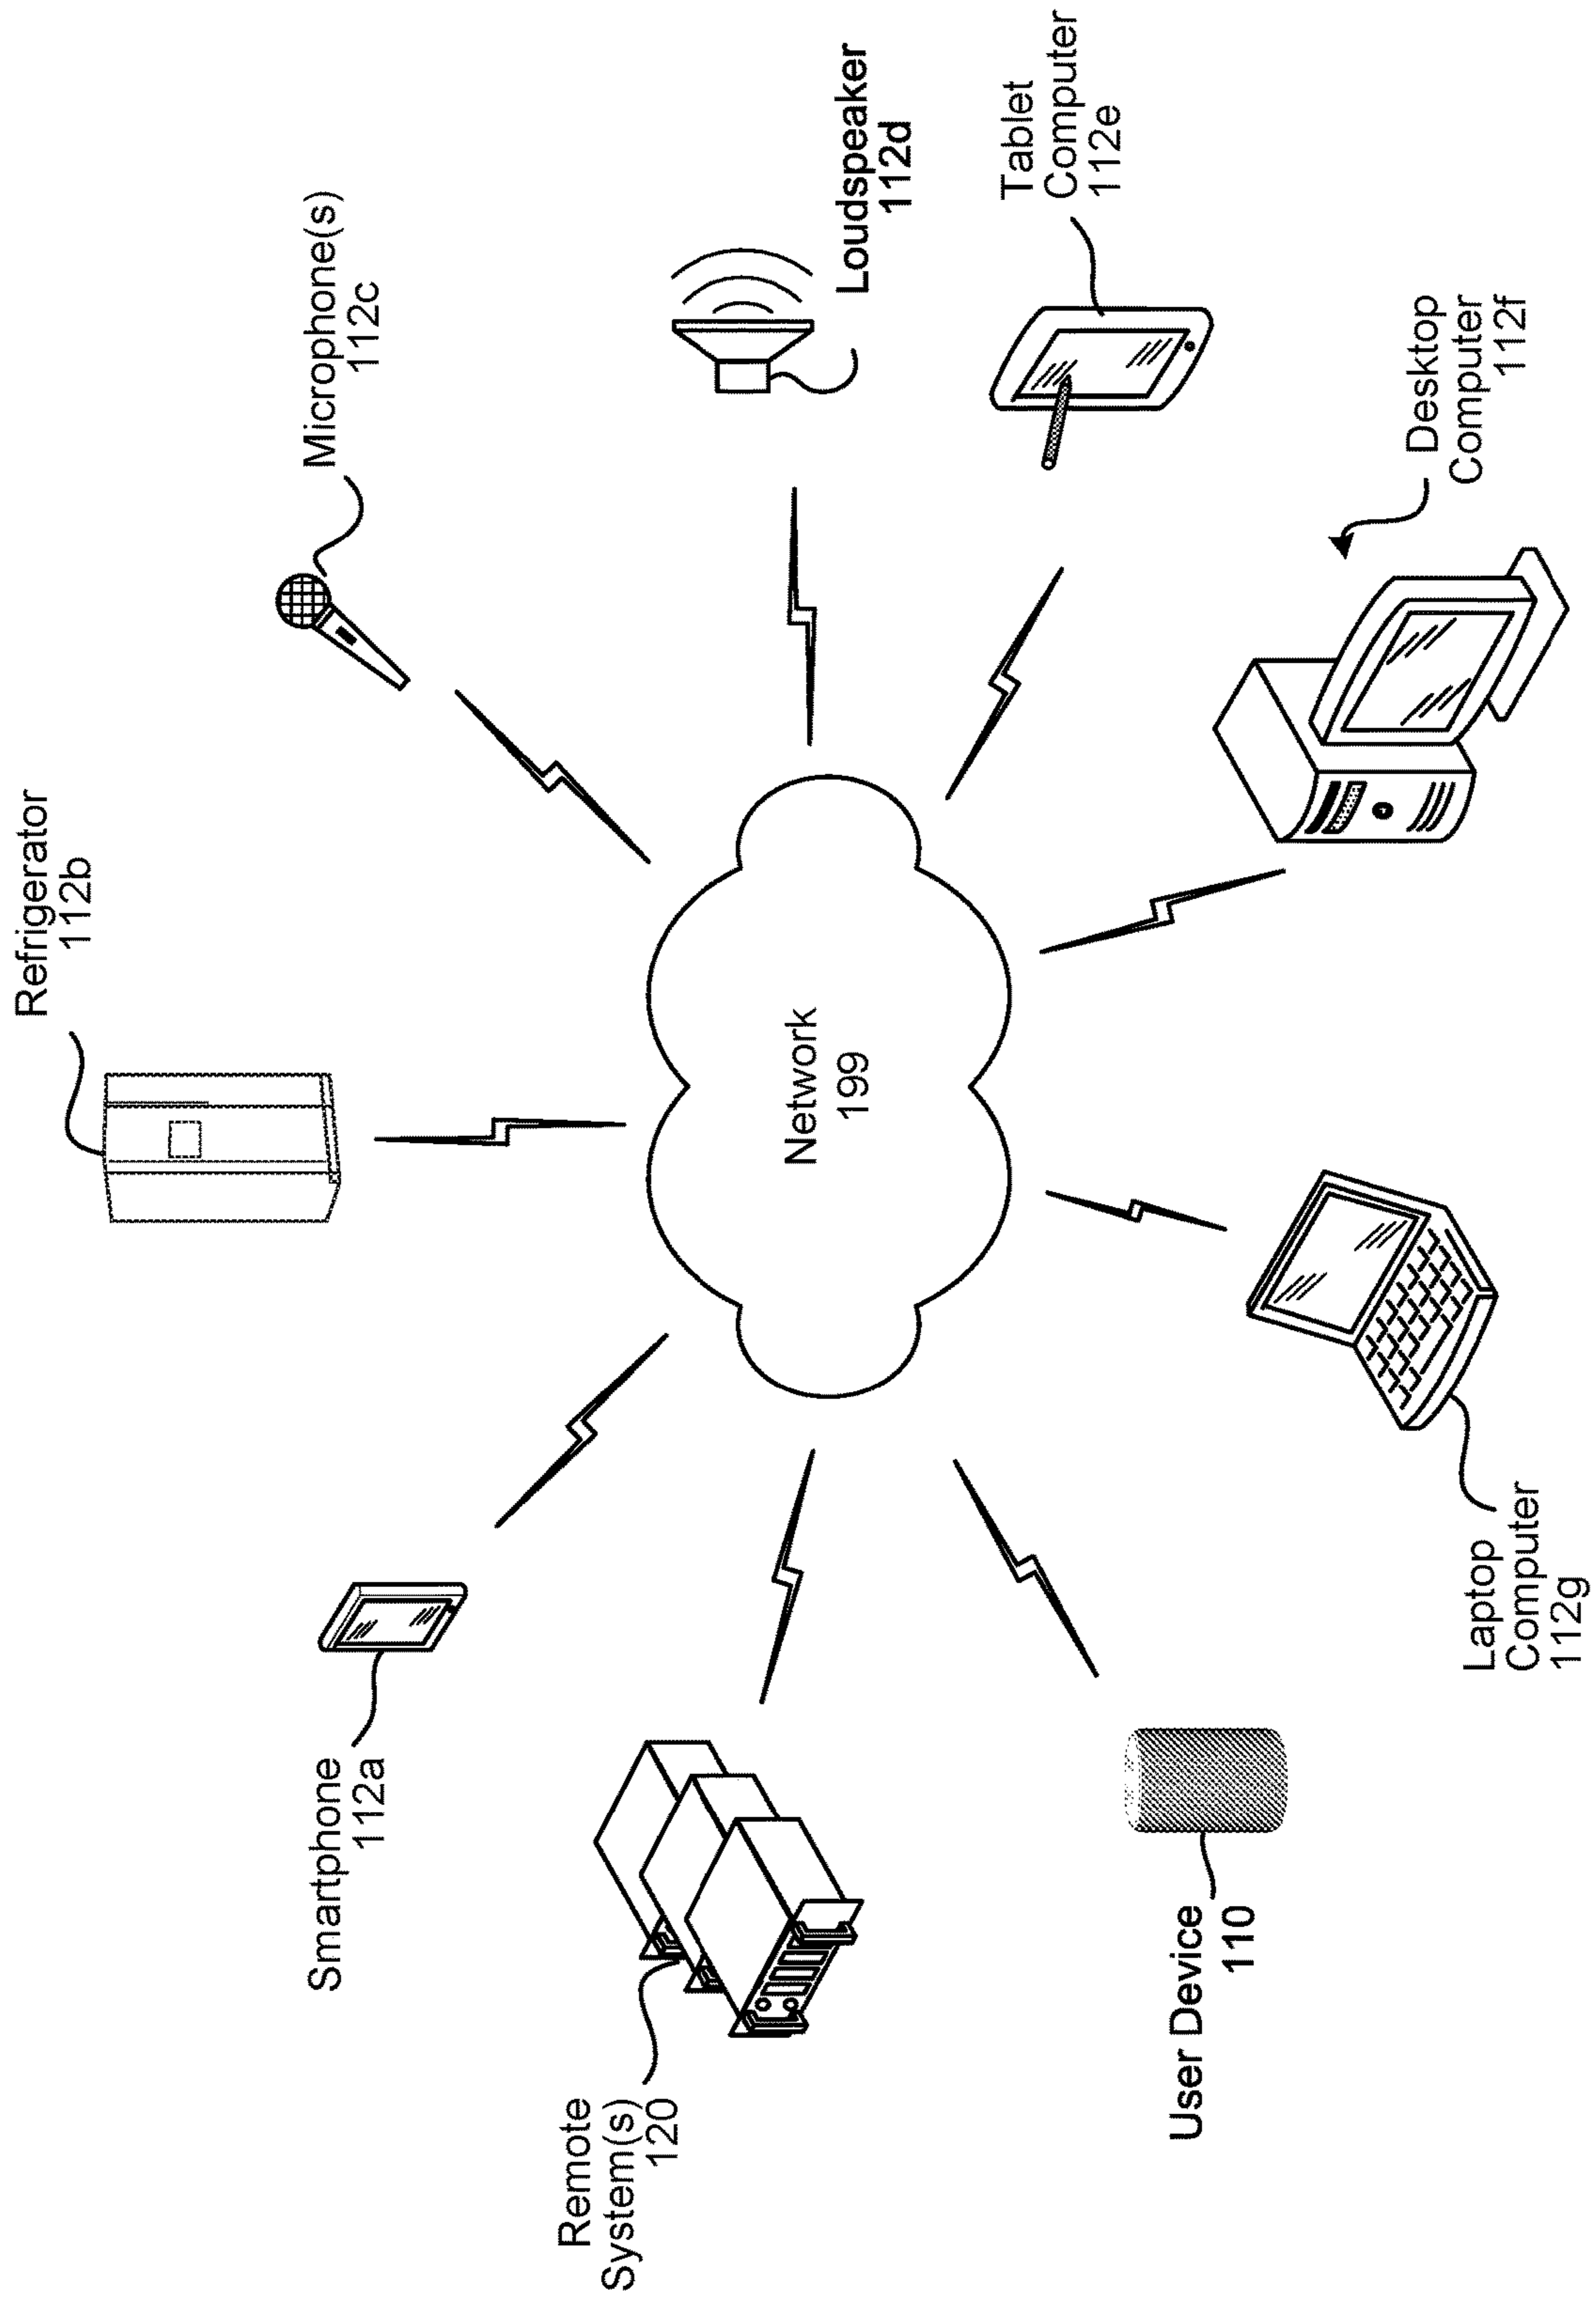 Refrigerator
112b
Microphone(s)
112c
Smartphone
112a
Loudspeaker
112d
Remote
System(s)
120
Network
199
Tablet
Computer
112e
User Device
110
Laptop
Computer
112g
Desktop
Computer
112f